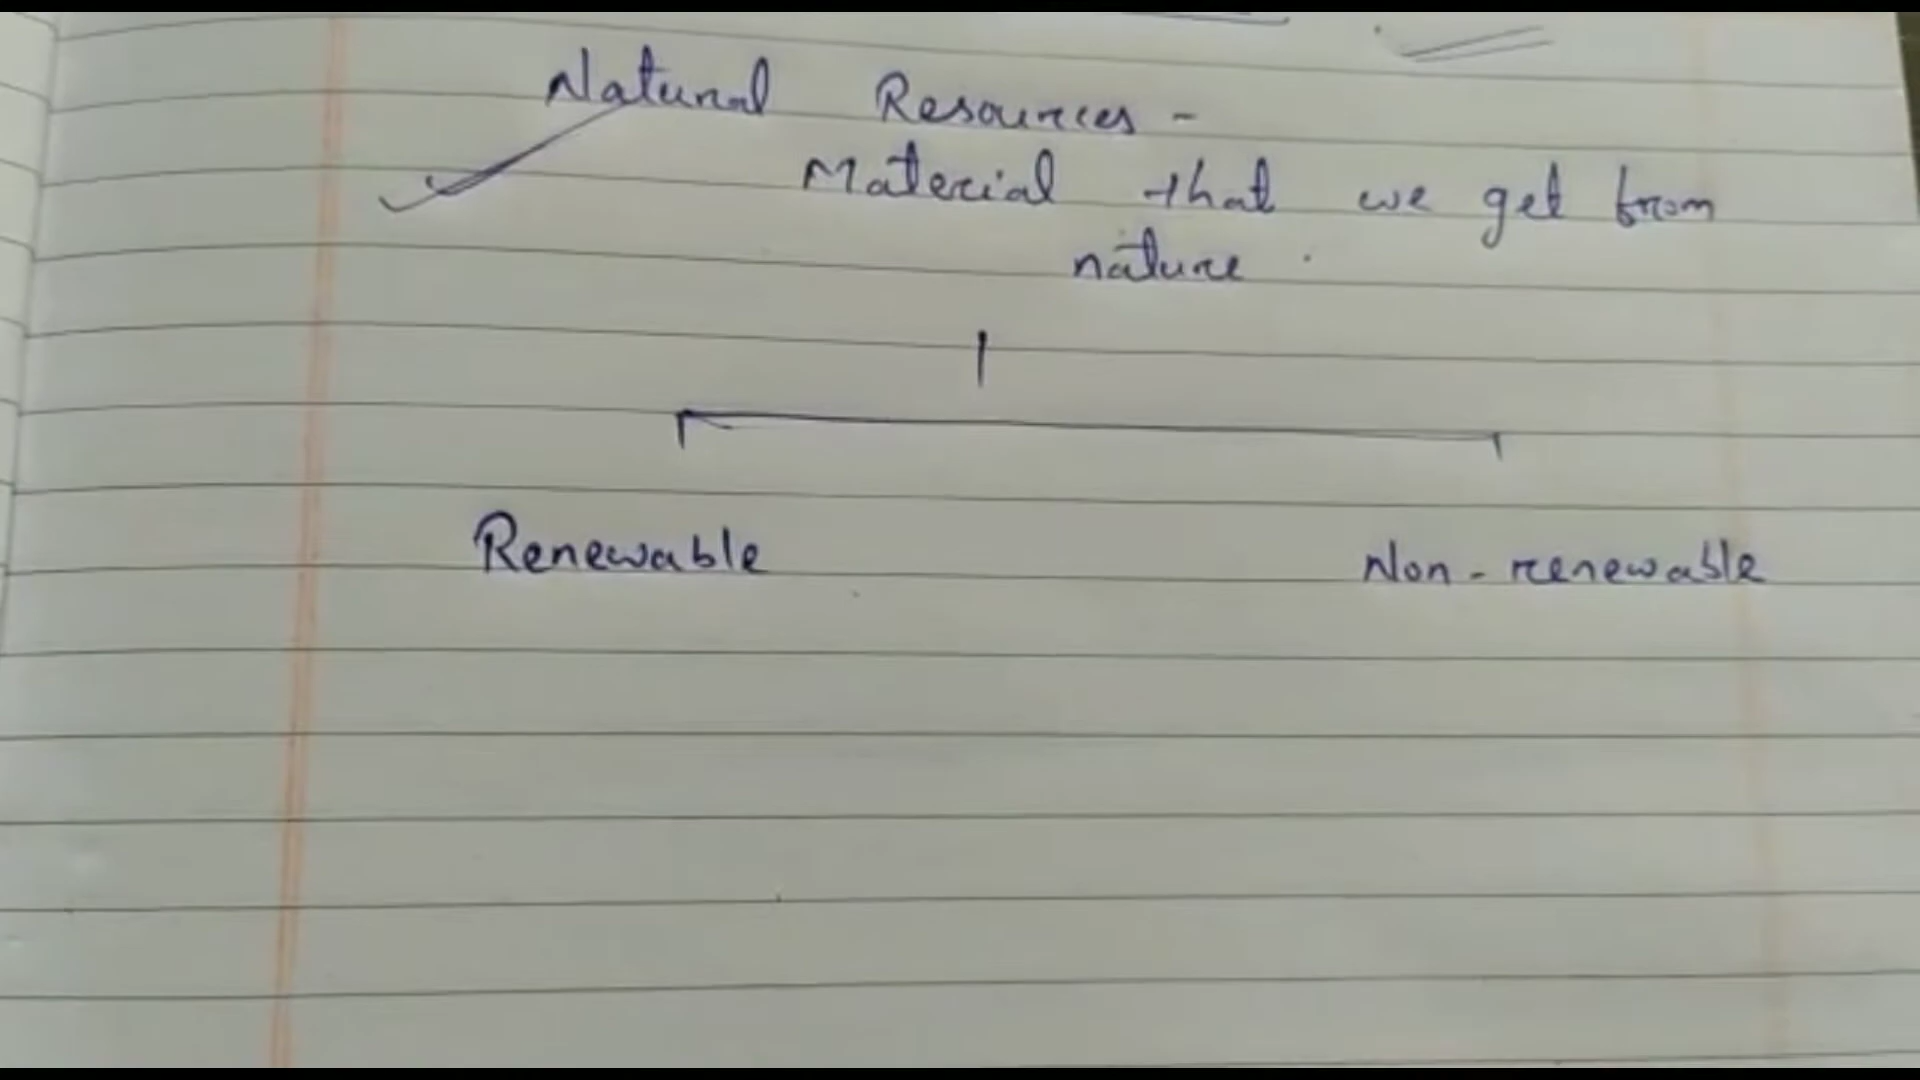 Natural Resources -
Material that we get from
nature.
Renewable
Non-renewable